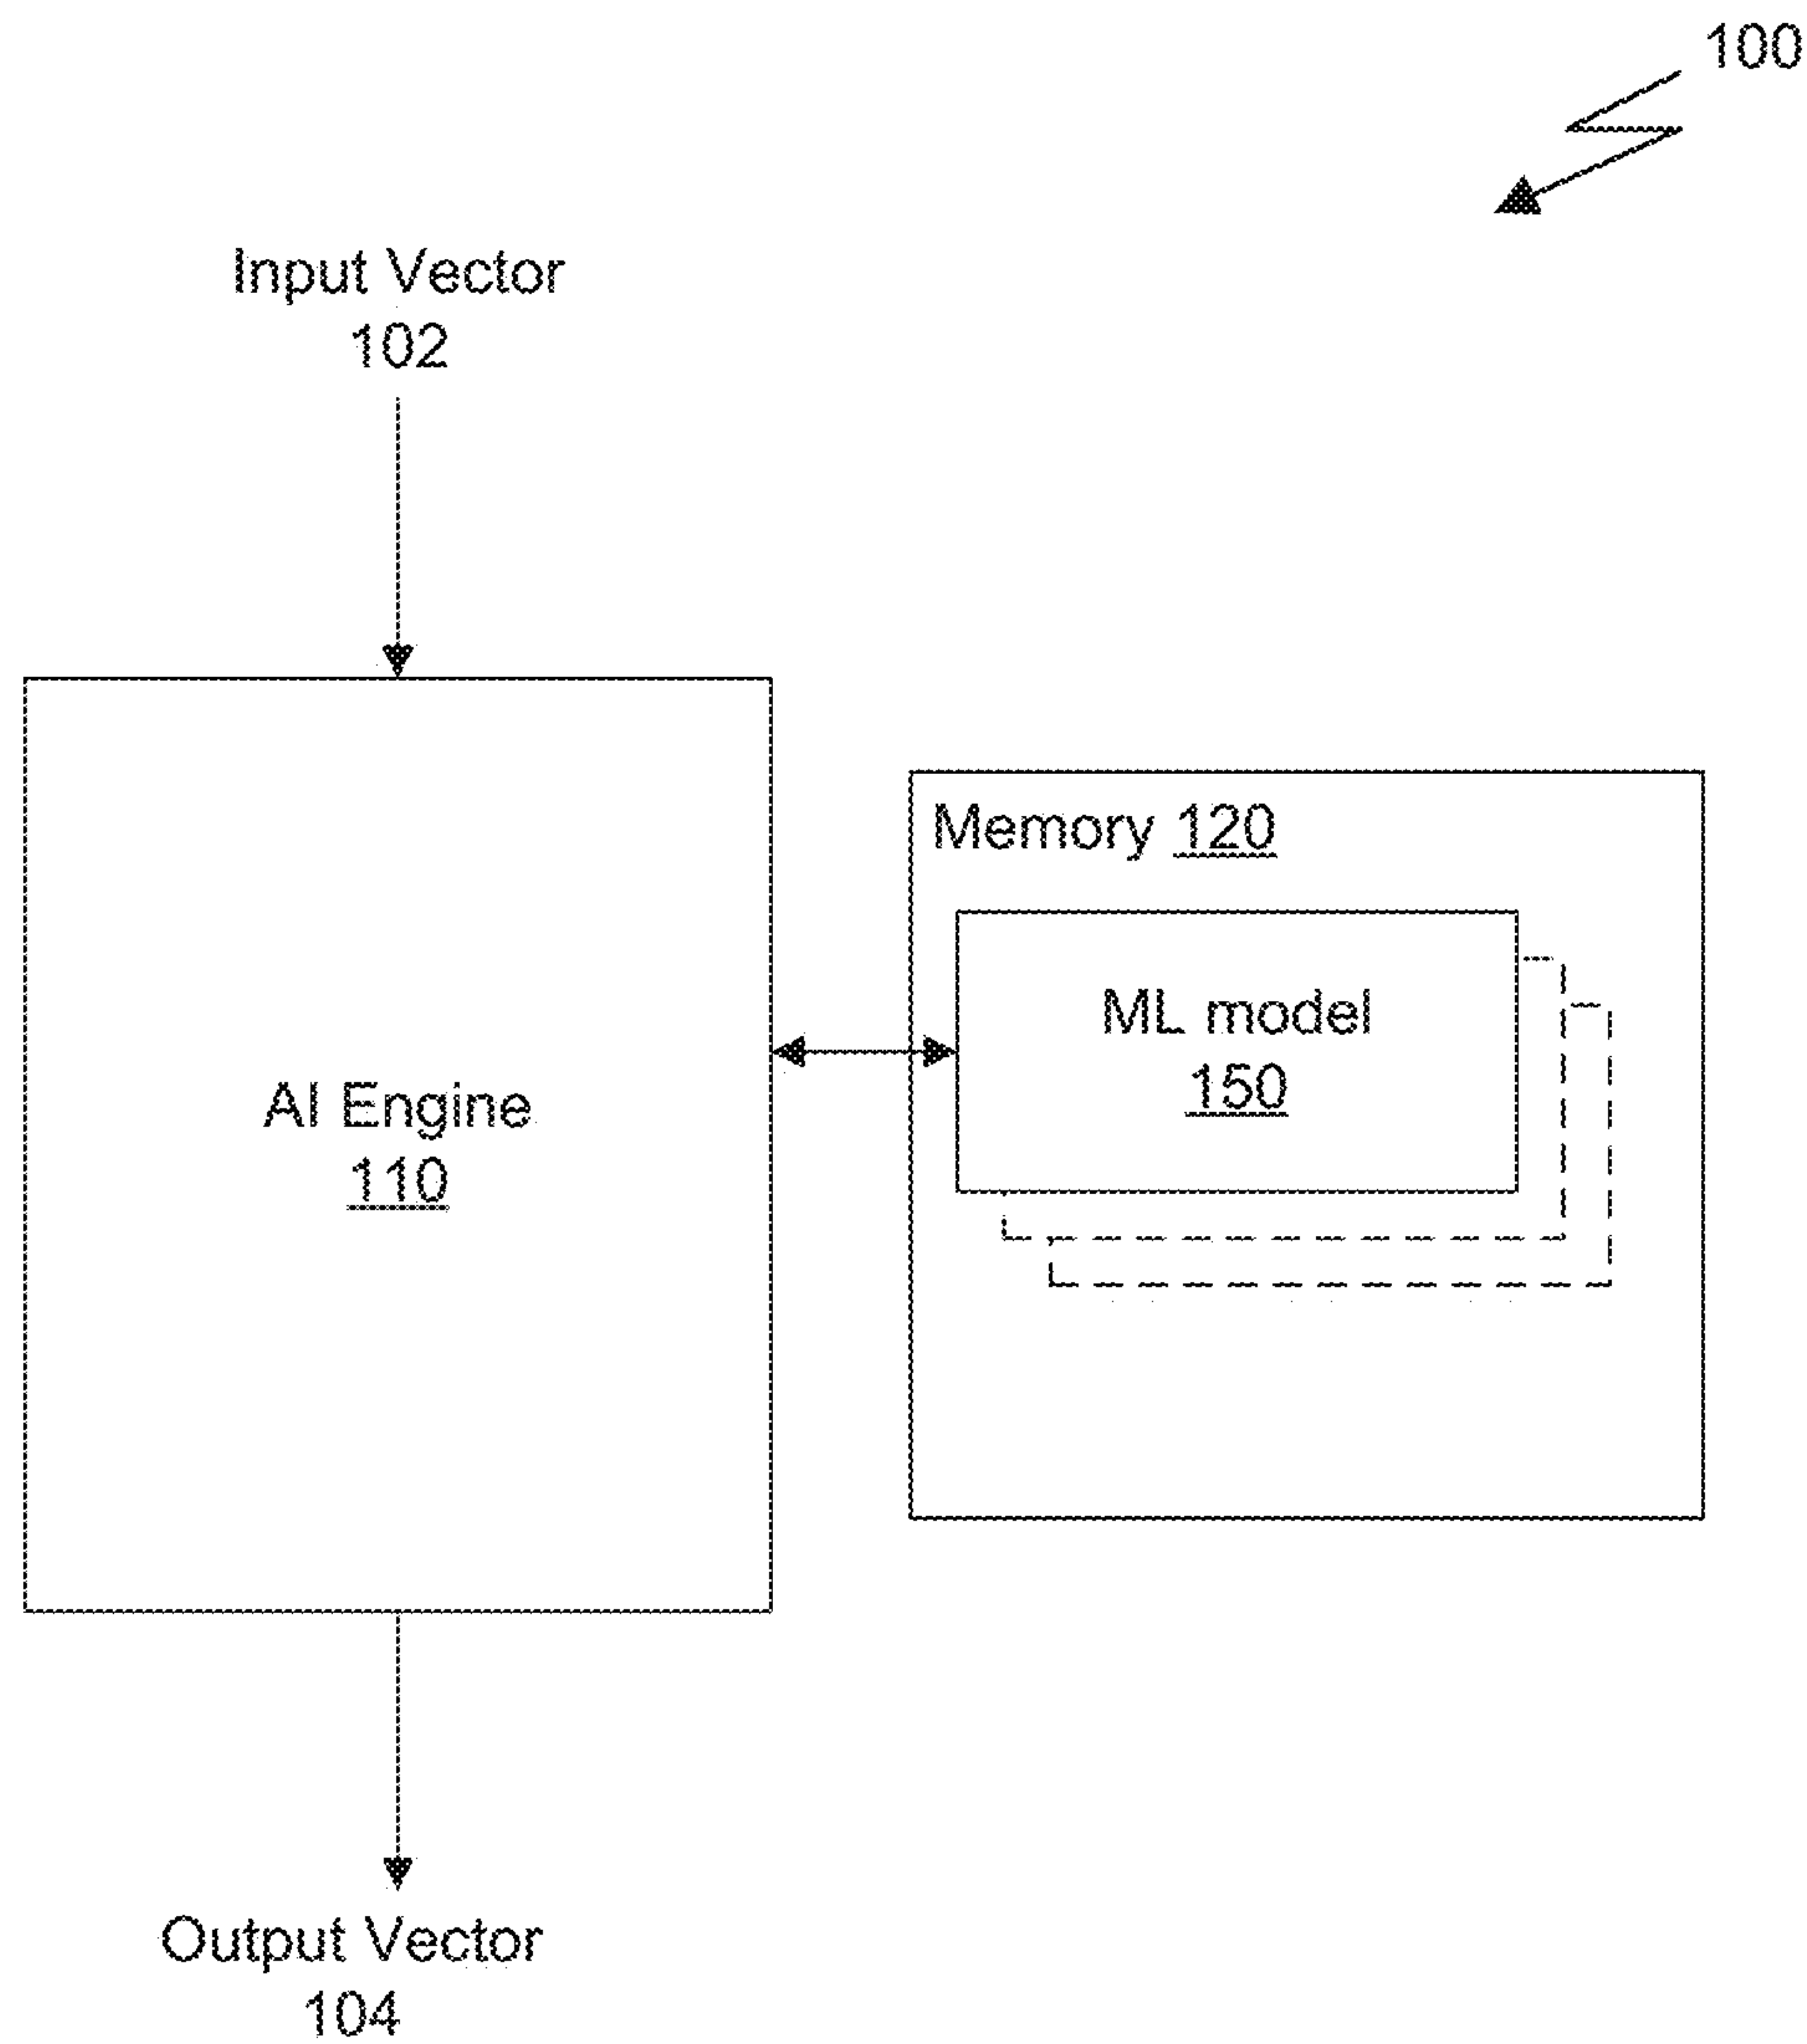 100
Input Vector
102
Memory 120
ML model
150
AI Engine
110
Output Vector
104